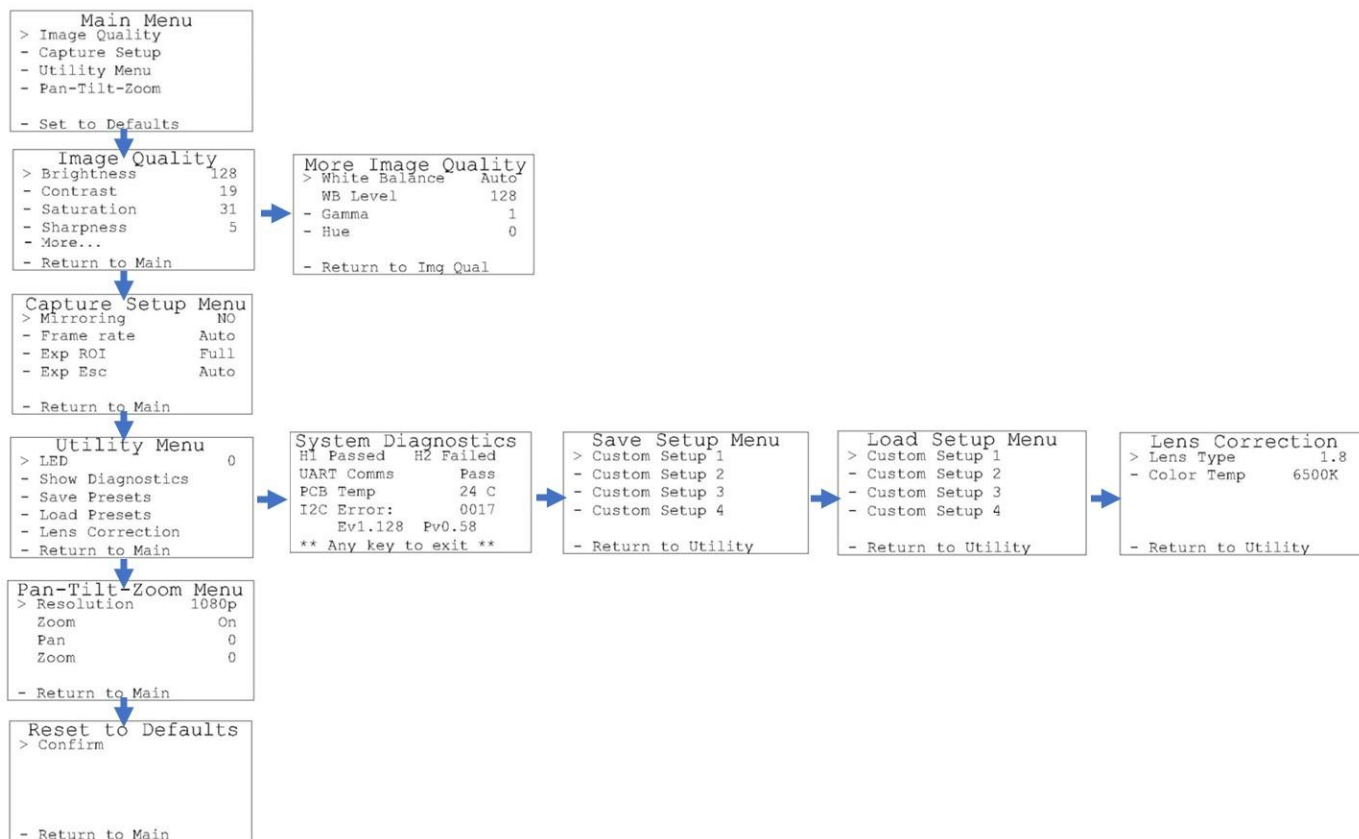 Main Menu
> Image Quality
- Capture Setup
- Utility Menu
- Pan-Tilt-Zoom
- Set to Defaults
Image Quality
> Brightness 128
- Contrast 19
- Saturation 31
- Sharpness 5
- More...
- Return to Main
More Image Quality
> White Balance Auto
WB Level 128
- Gamma 1
- Hue 0
- Return to Img Qual
Capture Setup Menu
> Mirroring NO
- Frame rate Auto
- Exp ROI Full
- Exp Esc Auto
- Return to Main
Utility Menu
> LED 0
- Show Diagnostics
- Save Presets
- Load Presets
- Lens Correction
- Return to Main
System Diagnostics
H1 Passed H2 Failed
UART Comms Pass
PCB Temp 24 C
I2C Error: 0017
Ev1.128 Pv0.58
** Any key to exit **
Save Setup Menu
> Custom Setup 1
- Custom Setup 2
- Custom Setup 3
- Custom Setup 4
- Return to Utility
Load Setup Menu
> Custom Setup 1
- Custom Setup 2
- Custom Setup 3
- Custom Setup 4
- Return to Utility
Lens Correction
> Lens Type 1.8
- Color Temp 6500K
- Return to Utility
Pan-Tilt-Zoom Menu
> Resolution 1080p
Zoom On
Pan 0
Zoom 0
- Return to Main
Reset to Defaults
> Confirm
- Return to Main